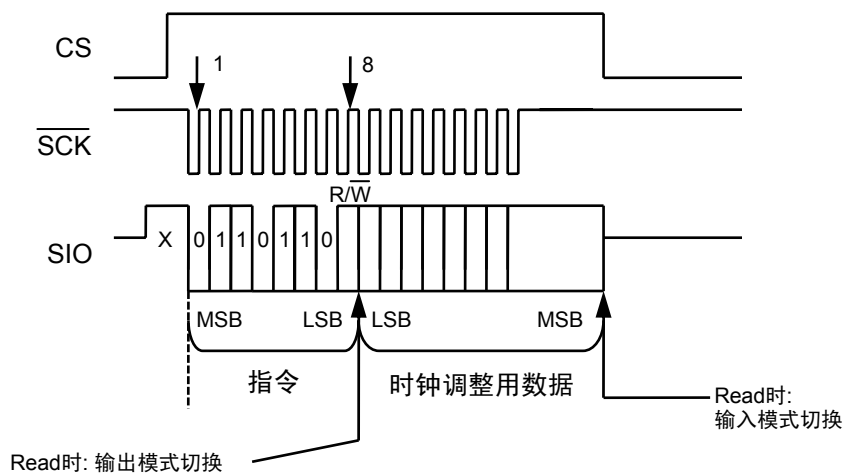 CS
1
8
SCK
R/W
SIO
X 0 1 1 0 1 1 0
MSB LSB LSB MSB
指令 时钟调整用数据
Read时:
输入模式切换
Read时: 输出模式切换